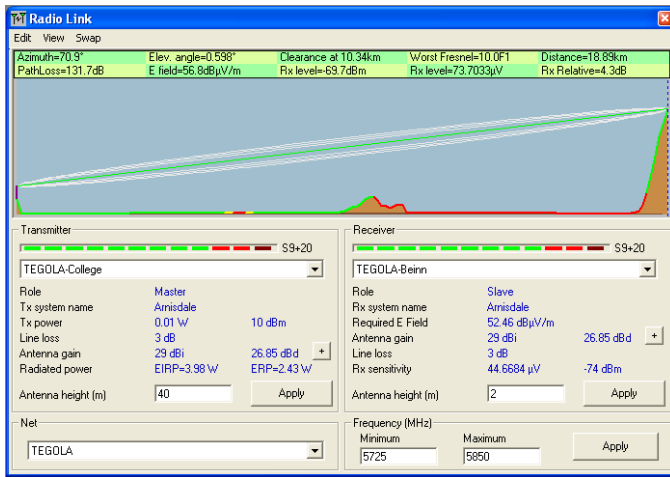 Radio Link
Edit View Swap
Azimuth=70.9° Elev. angle=0.598° Clearance at 10.34km Worst Fresnel=10.0F1 Distance=18.89km
PathLoss=131.7dB E field=56.8dBµV/m Rx level=-69.7dBm Rx level=73.7033µV Rx Relative=4.3dB
Transmitter Receiver
S9+20 S9+20
TEGOLA-College TEGOLA-Beinn
Role Master Role Slave
Tx system name Arnisdale Rx system name Arnisdale
Tx power 0.01 W 10 dBm Required E Field 52.46 dBµV/m
Line loss 3 dB Antenna gain 29 dBi 26.85 dBd +
Antenna gain 29 dBi 26.85 dBd + Line loss 3 dB
Radiated power EIRP=3.98 W ERP=2.43 W Rx sensitivity 44.6684 µV -74 dBm
Antenna height (m) 40 Apply Antenna height (m) 2 Apply
Net Frequency (MHz)
Minimum Maximum
TEGOLA 5725 5850 Apply